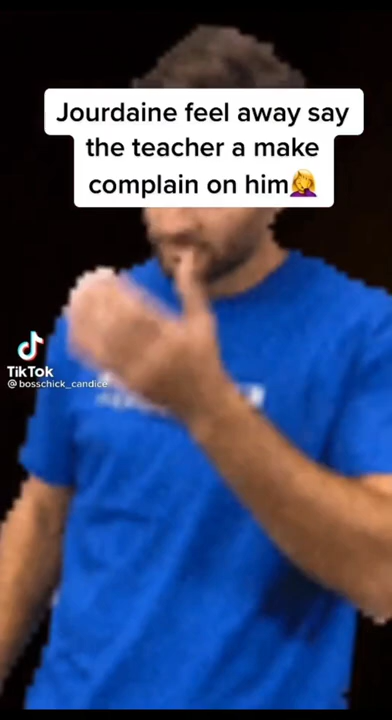 Jourdaine feel away say
the teacher a make
complain on him🤦‍♀️
TikTok
@bosschick_candice